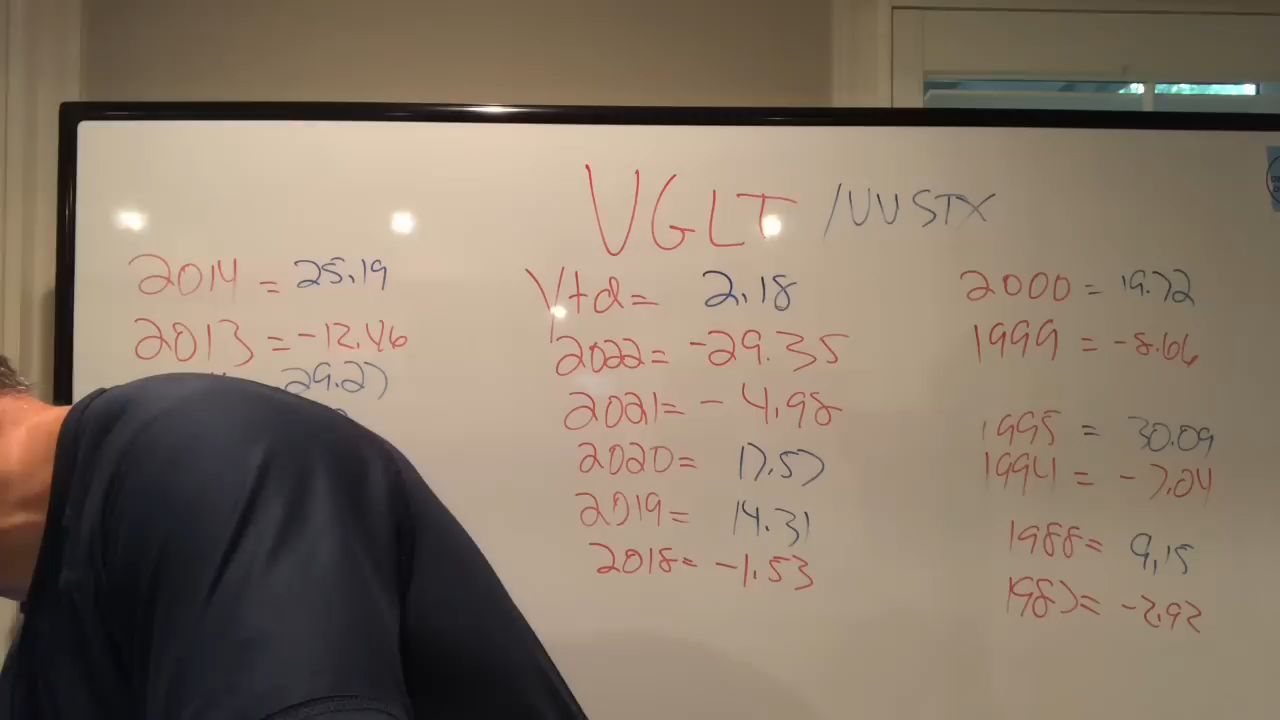 VGLT /VUSTX
2014 = 25.19
2013 = -12.46
29.27
Ytd = 2.18
2022 = -29.35
2021 = - 4.98
2020 = 17.57
2019 = 14.31
2018 = -1.53
2000 = 19.72
1999 = -8.66
1995 = 30.09
1994 = -7.04
1988 = 9.15
1987 = -2.92